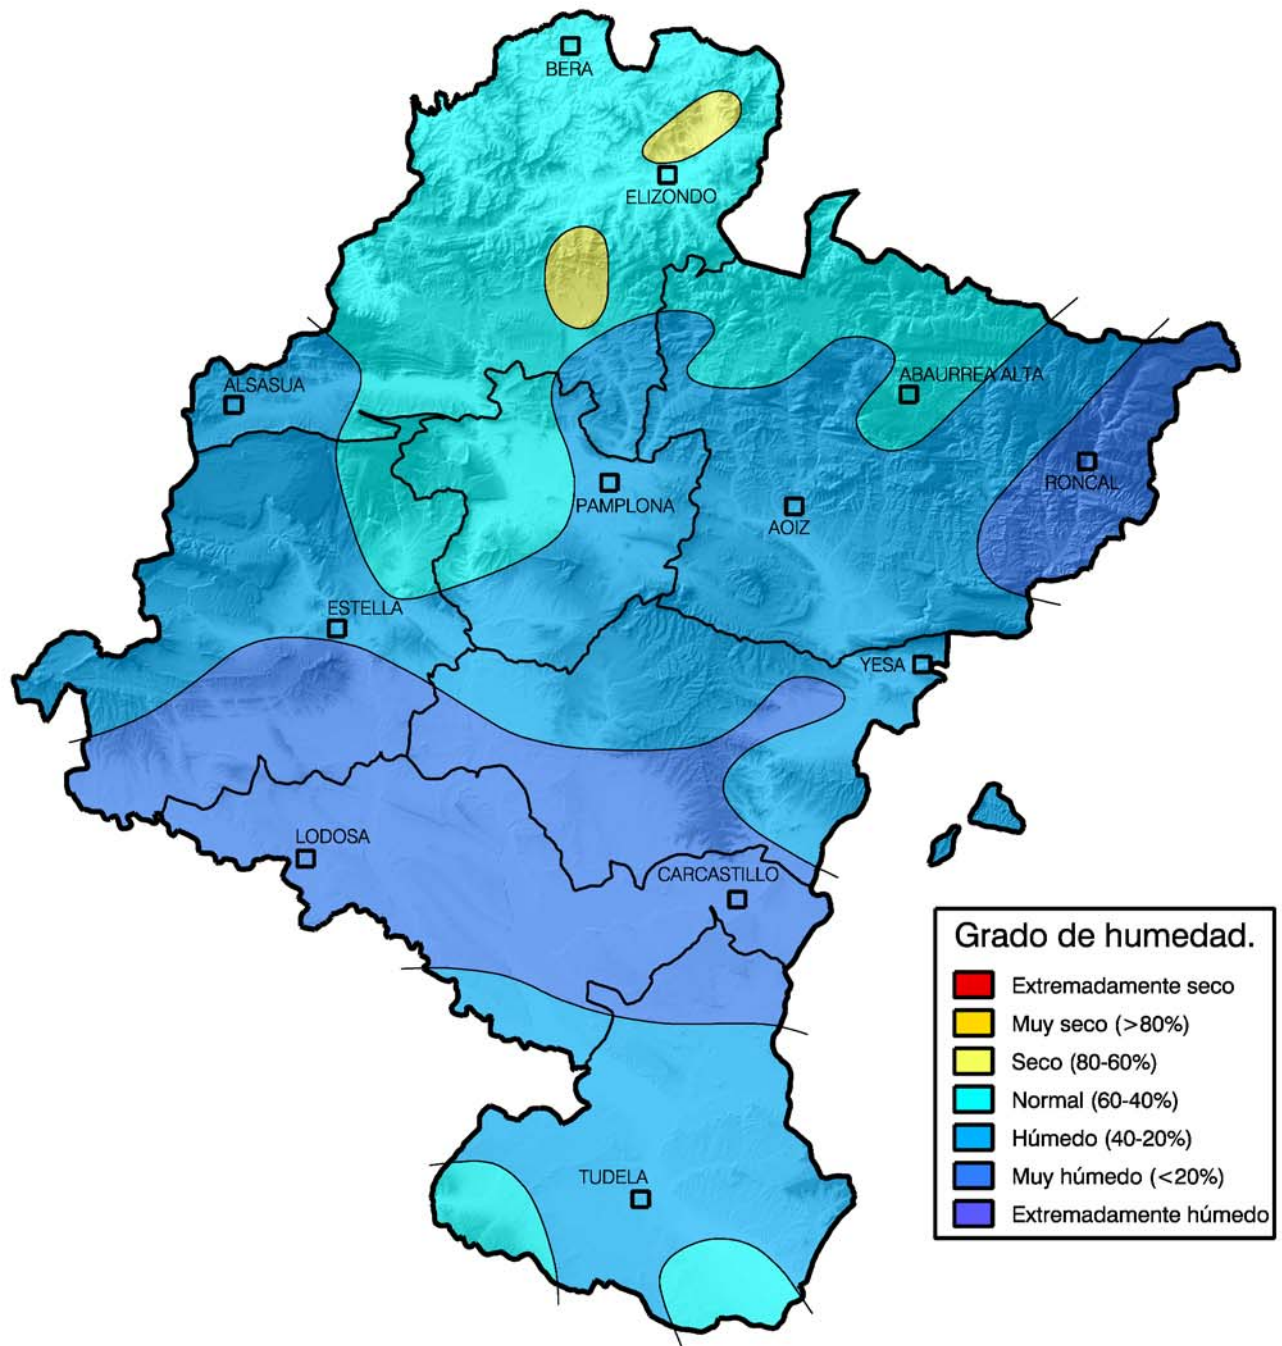 BERA
ELIZONDO
ALSASUA
ABAURREA ALTA
RONCAL
PAMPLONA
AOIZ
ESTELLA
YESA
LODOSA
CARCASTILLO
TUDELA
Grado de humedad.
Extremadamente seco
Muy seco (>80%)
Seco (80-60%)
Normal (60-40%)
Húmedo (40-20%)
Muy húmedo (<20%)
Extremadamente húmedo